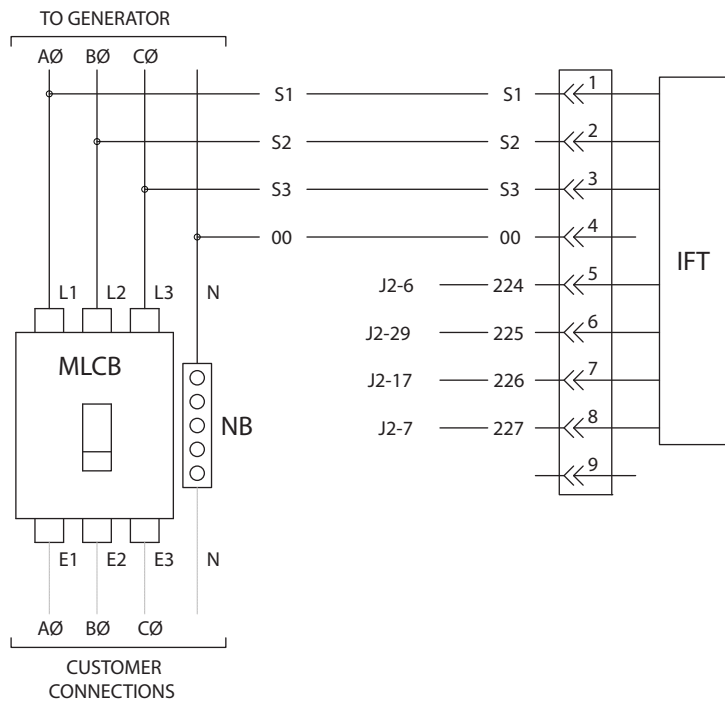 TO GENERATOR
AØ BØ CØ
S1 S1 1
S2 S2 2
S3 S3 3
00 00 4
IFT
L1 L2 L3 N
J2-6 224 5
J2-29 225 6
MLCB
J2-17 226 7
NB
J2-7 227 8
9
E1 E2 E3 N
AØ BØ CØ
CUSTOMER
CONNECTIONS